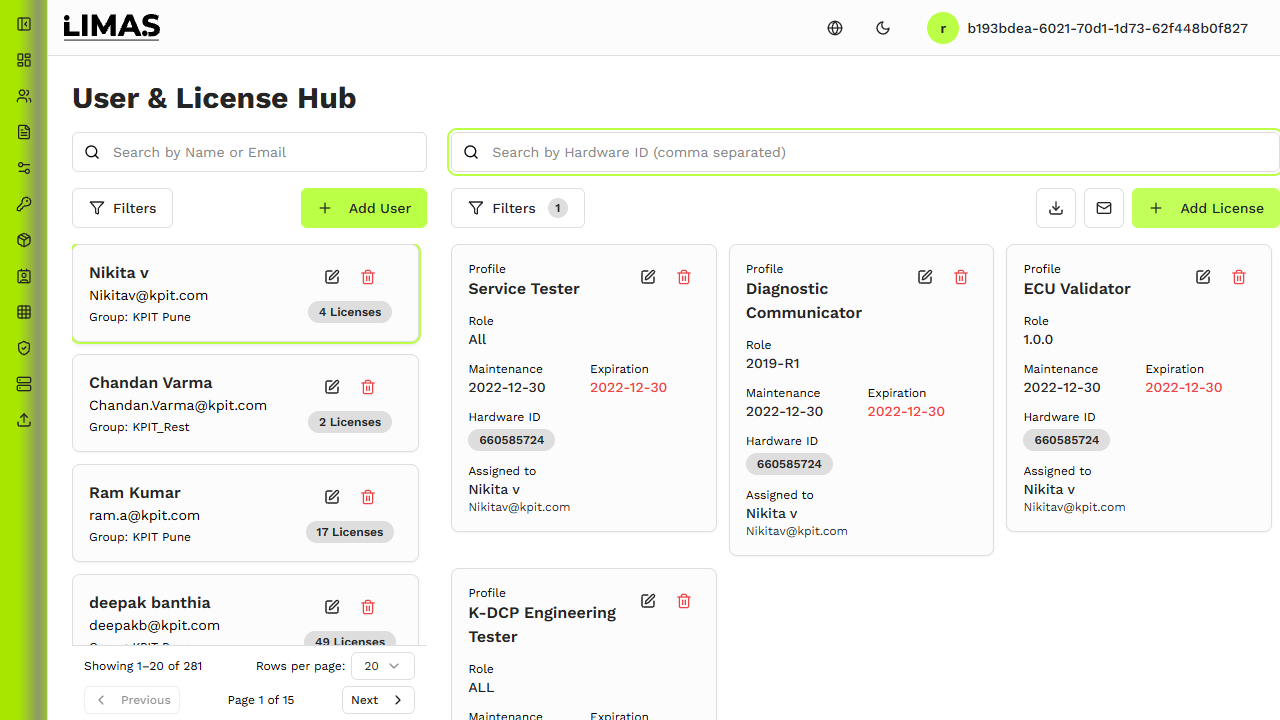 LIMAS
r
b193bdea-6021-70d1-1d73-62f448b0f827
User & License Hub
Search by Name or Email
Search by Hardware ID (comma separated)
Filters
Add User
Filters
1
Add License
Nikita v
Nikitav@kpit.com
Group: KPIT Pune
4 Licenses
Chandan Varma
Chandan.Varma@kpit.com
Group: KPIT_Rest
2 Licenses
Ram Kumar
ram.a@kpit.com
Group: KPIT Pune
17 Licenses
deepak banthia
deepakb@kpit.com
49 Licenses
Showing 1–20 of 281
Rows per page:
20
Previous
Page 1 of 15
Next
Profile
Service Tester
Role
All
Maintenance
Expiration
2022-12-30
2022-12-30
Hardware ID
660585724
Assigned to
Nikita v
Nikitav@kpit.com
Profile
Diagnostic
Communicator
Role
2019-R1
Maintenance
Expiration
2022-12-30
2022-12-30
Hardware ID
660585724
Assigned to
Nikita v
Nikitav@kpit.com
Profile
ECU Validator
Role
1.0.0
Maintenance
Expiration
2022-12-30
2022-12-30
Hardware ID
660585724
Assigned to
Nikita v
Nikitav@kpit.com
Profile
K-DCP Engineering
Tester
Role
ALL
Maintenance
Expiration